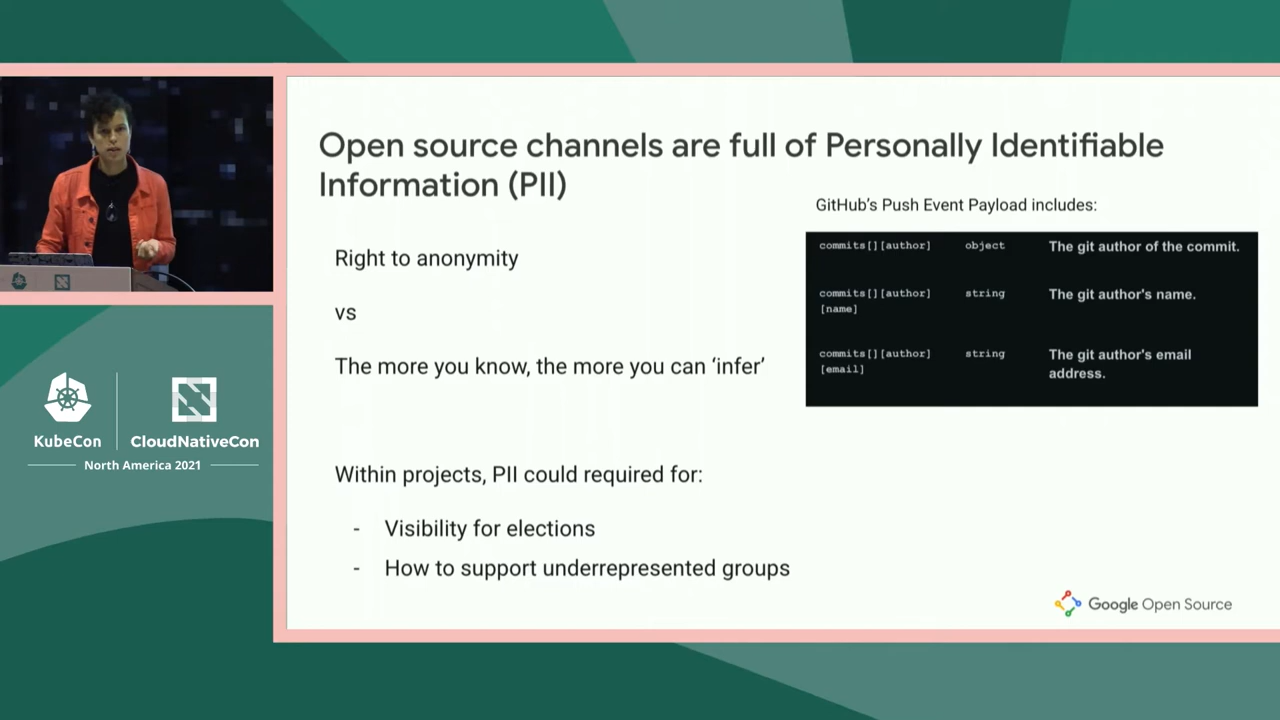 Open source channels are full of Personally Identifiable
Information (PII)
GitHub's Push Event Payload includes:
Right to anonymity
vs
The more you know, the more you can ‘infer’
commits[][author] object The git author of the commit.
commits[][author] string The git author's name.
[name]
commits[][author] string The git author's email
[email] address.
Within projects, PII could required for:
- Visibility for elections
- How to support underrepresented groups
Google Open Source
KubeCon CloudNativeCon
North America 2021